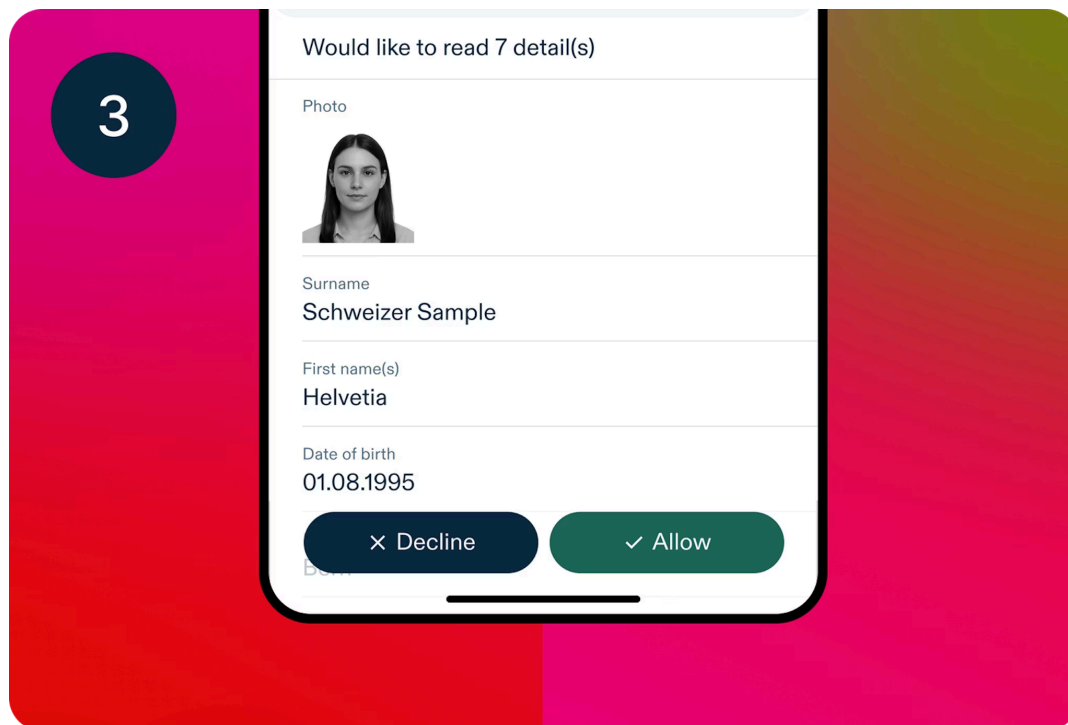 3
Would like to read 7 detail(s)
Photo
Surname
Schweizer Sample
First name(s)
Helvetia
Date of birth
01.08.1995
Decline
Allow